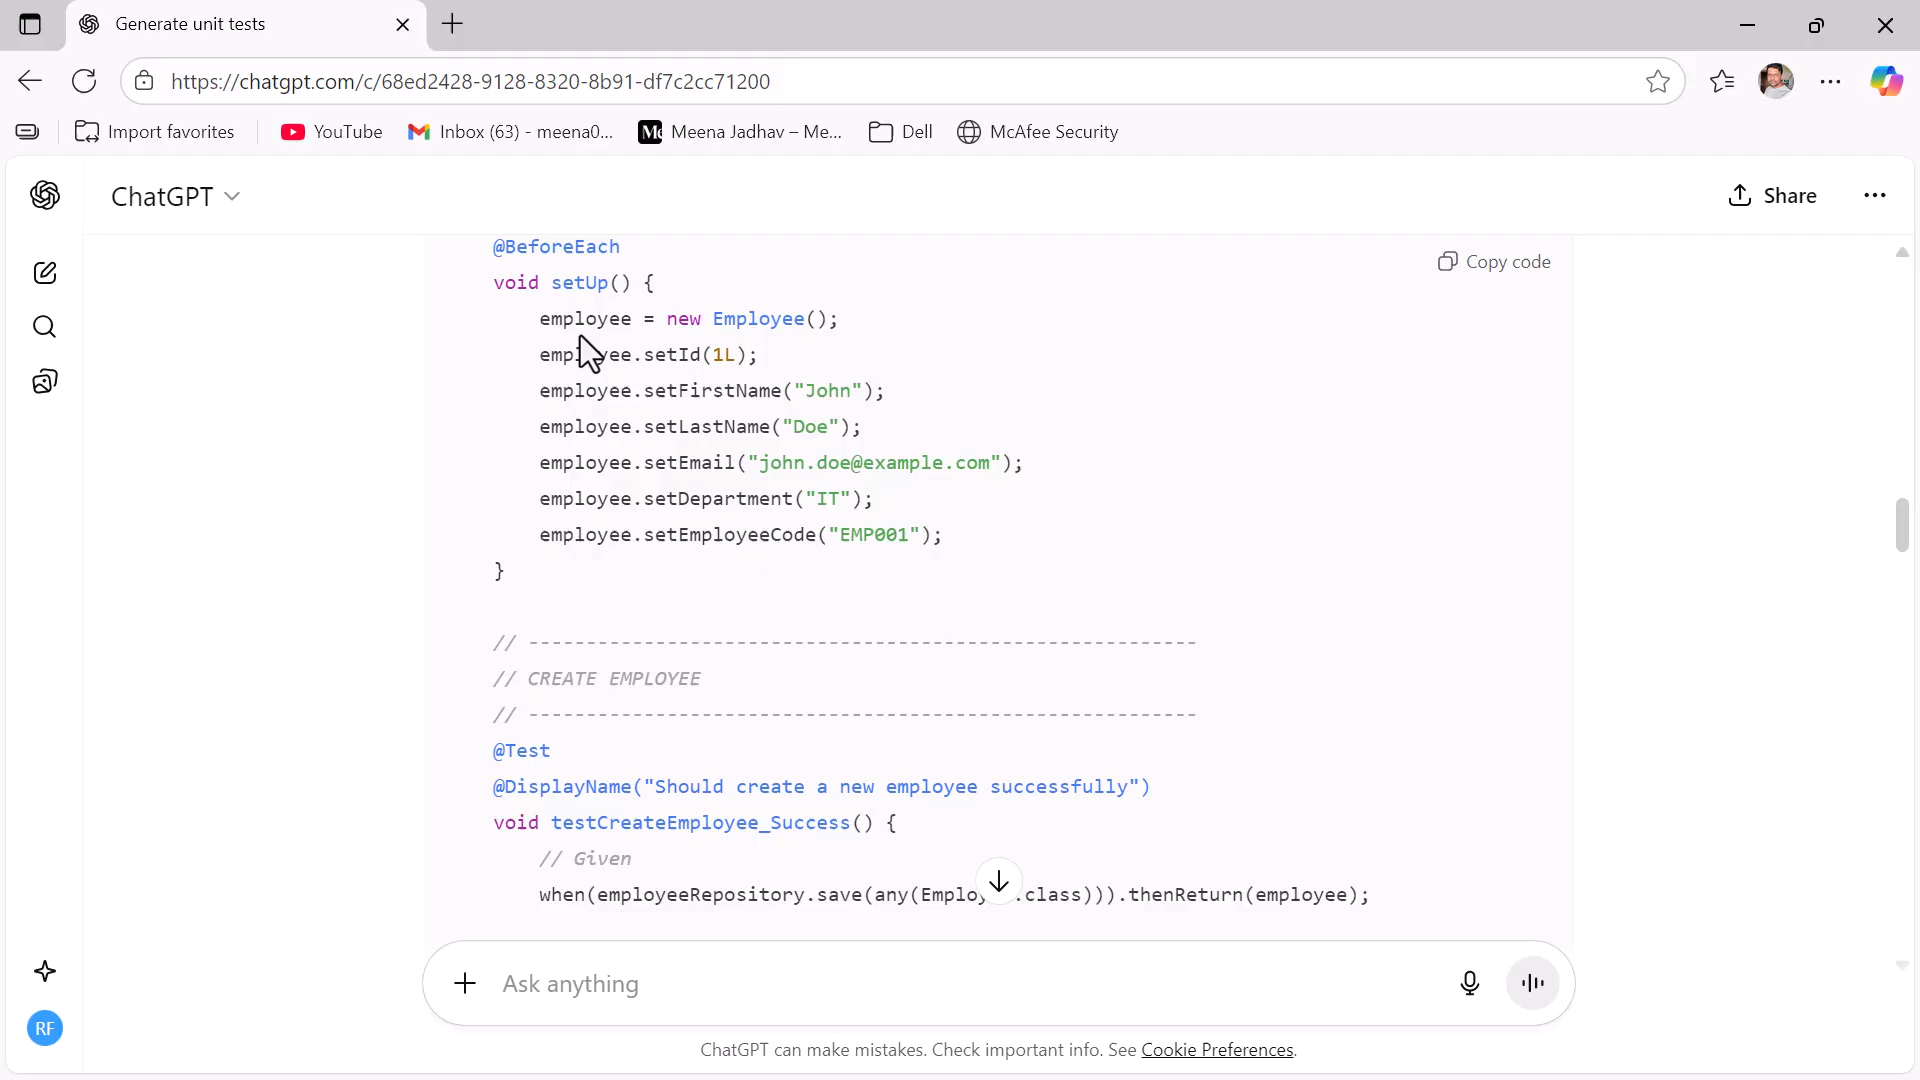 Generate unit tests
https://chatgpt.com/c/68ed2428-9128-8320-8b91-df7c2cc71200
Import favorites
YouTube
Inbox (63) - meena0...
Meena Jadhav – Me...
Dell
McAfee Security
ChatGPT
Share
@BeforeEach
Copy code
void setUp() {
employee = new Employee();
employee.setId(1L);
employee.setFirstName("John");
employee.setLastName("Doe");
employee.setEmail("john.doe@example.com");
employee.setDepartment("IT");
employee.setEmployeeCode("EMP001");
}
// ----------------------------------------------------------
// CREATE EMPLOYEE
// ----------------------------------------------------------
@Test
@DisplayName("Should create a new employee successfully")
void testCreateEmployee_Success() {
// Given
when(employeeRepository.save(any(Employee.class))).thenReturn(employee);
Ask anything
RF
ChatGPT can make mistakes. Check important info. See Cookie Preferences.